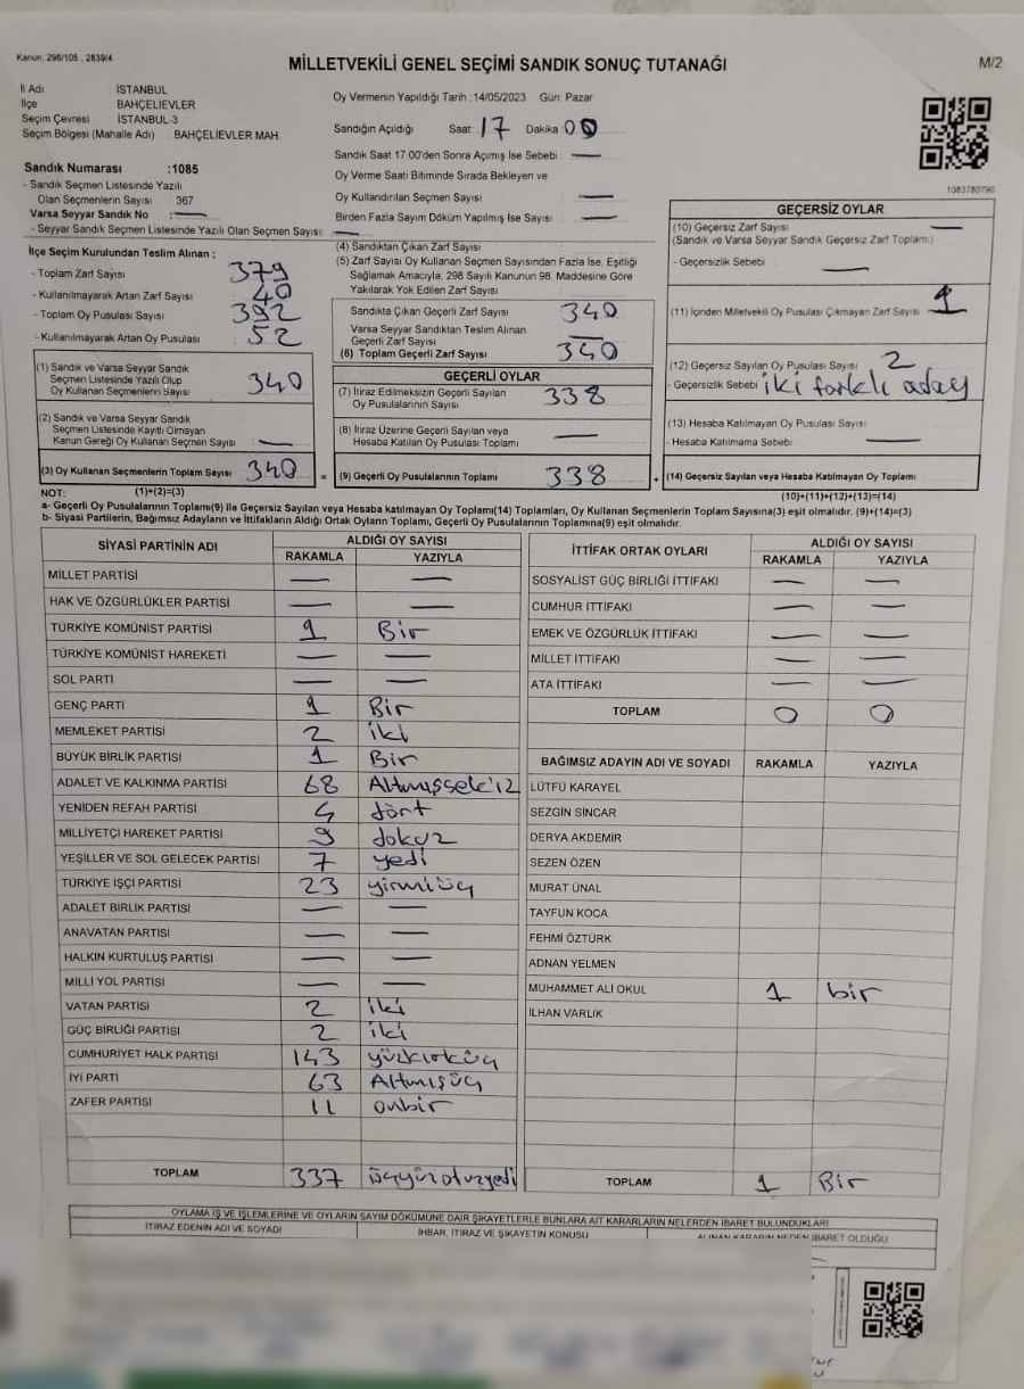 Kanun: 298/105 , 2839/4
MİLLETVEKİLİ GENEL SEÇİMİ SANDIK SONUÇ TUTANAĞI
M/2
İl Adı İSTANBUL
İlçe BAHÇELİEVLER
Seçim Çevresi İSTANBUL-3
Seçim Bölgesi (Mahalle Adı) BAHÇELİEVLER MAH.
Sandık Numarası :1085
- Sandık Seçmen Listesinde Yazılı
Olan Seçmenlerin Sayısı 367
Varsa Seyyar Sandık No : —
- Seyyar Sandık Seçmen Listesinde Yazılı Olan Seçmen Sayısı: —
Oy Vermenin Yapıldığı Tarih :14/05/2023 Gün: Pazar
Sandığın Açıldığı Saat: 17 Dakika 00
Sandık Saat 17:00'den Sonra Açılmış İse Sebebi : —
Oy Verme Saati Bitiminde Sırada Bekleyen ve
Oy Kullandırılan Seçmen Sayısı —
Birden Fazla Sayım Döküm Yapılmış İse Sayısı —
1083780790
İlçe Seçim Kurulundan Teslim Alınan :
- Toplam Zarf Sayısı 379
- Kullanılmayarak Artan Zarf Sayısı 40
- Toplam Oy Pusulası Sayısı 392
- Kullanılmayarak Artan Oy Pusulası 52
(1) Sandık ve Varsa Seyyar Sandık
Seçmen Listesinde Yazılı Olup
Oy Kullanan Seçmenlerin Sayısı 340
(2) Sandık ve Varsa Seyyar Sandık
Seçmen Listesinde Kayıtlı Olmayan
Kanun Gereği Oy Kullanan Seçmen Sayısı —
(3) Oy Kullanan Seçmenlerin Toplam Sayısı 340 =
(4) Sandıktan Çıkan Zarf Sayısı
(5) Zarf Sayısı Oy Kullanan Seçmen Sayısından Fazla İse, Eşitliği
Sağlamak Amacıyla, 298 Sayılı Kanunun 98. Maddesine Göre
Yakılarak Yok Edilen Zarf Sayısı
Sandıkta Çıkan Geçerli Zarf Sayısı 340
Varsa Seyyar Sandıktan Teslim Alınan
Geçerli Zarf Sayısı —
(6) Toplam Geçerli Zarf Sayısı 340
GEÇERLİ OYLAR
(7) İtiraz Edilmeksizin Geçerli Sayılan
Oy Pusulalarının Sayısı 338
(8) İtiraz Üzerine Geçerli Sayılan veya
Hesaba Katılan Oy Pusulası Toplamı —
(9) Geçerli Oy Pusulalarının Toplamı 338 +
GEÇERSİZ OYLAR
(10) Geçersiz Zarf Sayısı —
(Sandık ve Varsa Seyyar Sandık Geçersiz Zarf Toplamı)
- Geçersizlik Sebebi —
(11) İçinden Milletvekili Oy Pusulası Çıkmayan Zarf Sayısı 1
(12) Geçersiz Sayılan Oy Pusulası Sayısı 2
- Geçersizlik Sebebi iki farklı aday
(13) Hesaba Katılmayan Oy Pusulası Sayısı
- Hesaba Katılmama Sebebi —
(14) Geçersiz Sayılan veya Hesaba Katılmayan Oy Toplamı
NOT: (1)+(2)=(3) (10)+(11)+(12)+(13)=(14)
a- Geçerli Oy Pusulalarının Toplamı(9) ile Geçersiz Sayılan veya Hesaba katılmayan Oy Toplamı(14) Toplamları, Oy Kullanan Seçmenlerin Toplam Sayısına(3) eşit olmalıdır. (9)+(14)=(3)
b- Siyasi Partilerin, Bağımsız Adayların ve İttifakların Aldığı Ortak Oyların Toplamı, Geçerli Oy Pusulalarının Toplamına(9) eşit olmalıdır.
SİYASİ PARTİNİN ADI ALDIĞI OY SAYISI
RAKAMLA YAZIYLA
MİLLET PARTİSİ — —
HAK VE ÖZGÜRLÜKLER PARTİSİ — —
TÜRKİYE KOMÜNİST PARTİSİ 1 Bir
TÜRKİYE KOMÜNİST HAREKETİ — —
SOL PARTİ — —
GENÇ PARTİ 1 Bir
MEMLEKET PARTİSİ 2 iki
BÜYÜK BİRLİK PARTİSİ 1 Bir
ADALET VE KALKINMA PARTİSİ 68 Altmışsekiz
YENİDEN REFAH PARTİSİ 4 dört
MİLLİYETÇİ HAREKET PARTİSİ 9 dokuz
YEŞİLLER VE SOL GELECEK PARTİSİ 7 yedi
TÜRKİYE İŞÇİ PARTİSİ 23 yirmiüç
ADALET BİRLİK PARTİSİ — —
ANAVATAN PARTİSİ — —
HALKIN KURTULUŞ PARTİSİ — —
MİLLİ YOL PARTİSİ — —
VATAN PARTİSİ 2 iki
GÜÇ BİRLİĞİ PARTİSİ 2 iki
CUMHURİYET HALK PARTİSİ 143 yüzkırküç
İYİ PARTİ 63 Altmışüç
ZAFER PARTİSİ 11 onbir
TOPLAM 337 üçyüzotuzyedi
İTTİFAK ORTAK OYLARI ALDIĞI OY SAYISI
RAKAMLA YAZIYLA
SOSYALİST GÜÇ BİRLİĞİ İTTİFAKI — —
CUMHUR İTTİFAKI — —
EMEK VE ÖZGÜRLÜK İTTİFAKI — —
MİLLET İTTİFAKI — —
ATA İTTİFAKI — —
TOPLAM 0 0
BAĞIMSIZ ADAYIN ADI VE SOYADI RAKAMLA YAZIYLA
LÜTFÜ KARAYEL
SEZGİN SİNCAR
DERYA AKDEMİR
SEZEN ÖZEN
MURAT ÜNAL
TAYFUN KOCA
FEHMİ ÖZTÜRK
ADNAN YELMEN
MUHAMMET ALİ OKUL 1 bir
İLHAN VARLIK
TOPLAM 1 Bir
OYLAMA İŞ VE İŞLEMLERİNE VE OYLARIN SAYIM DÖKÜMÜNE DAİR ŞİKAYETLERLE BUNLARA AİT KARARLARIN NELERDEN İBARET BULUNDUKLARI
İTİRAZ EDENİN ADI VE SOYADI İHBAR, İTİRAZ VE ŞİKAYETİN KONUSU ALINAN KARARIN NEDEN İBARET OLDUĞU